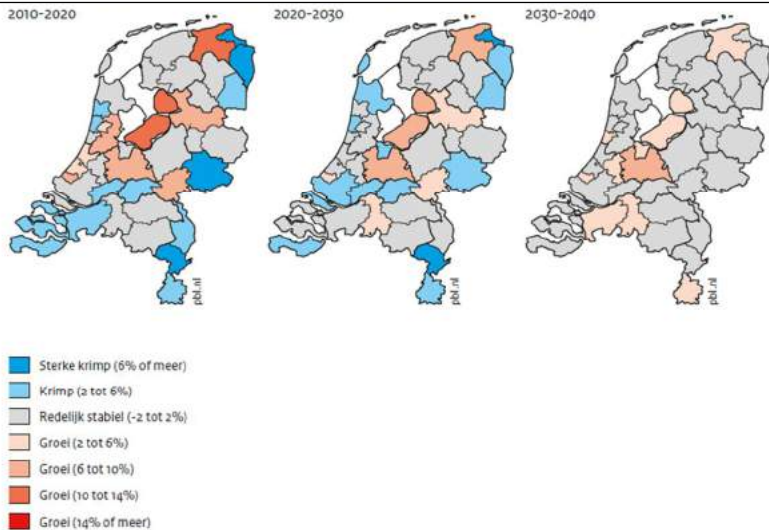 2010-2020
2020-2030
2030-2040
pbl.nl
pbl.nl
pbl.nl
Sterke krimp (6% of meer)
Krimp (2 tot 6%)
Redelijk stabiel (-2 tot 2%)
Groei (2 tot 6%)
Groei (6 tot 10%)
Groei (10 tot 14%)
Groei (14% of meer)